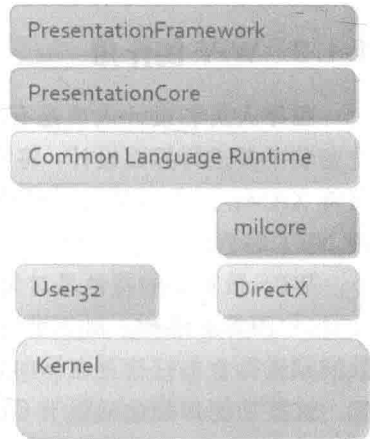 PresentationFramework
PresentationCore
Common Language Runtime
milcore
User32
DirectX
Kernel